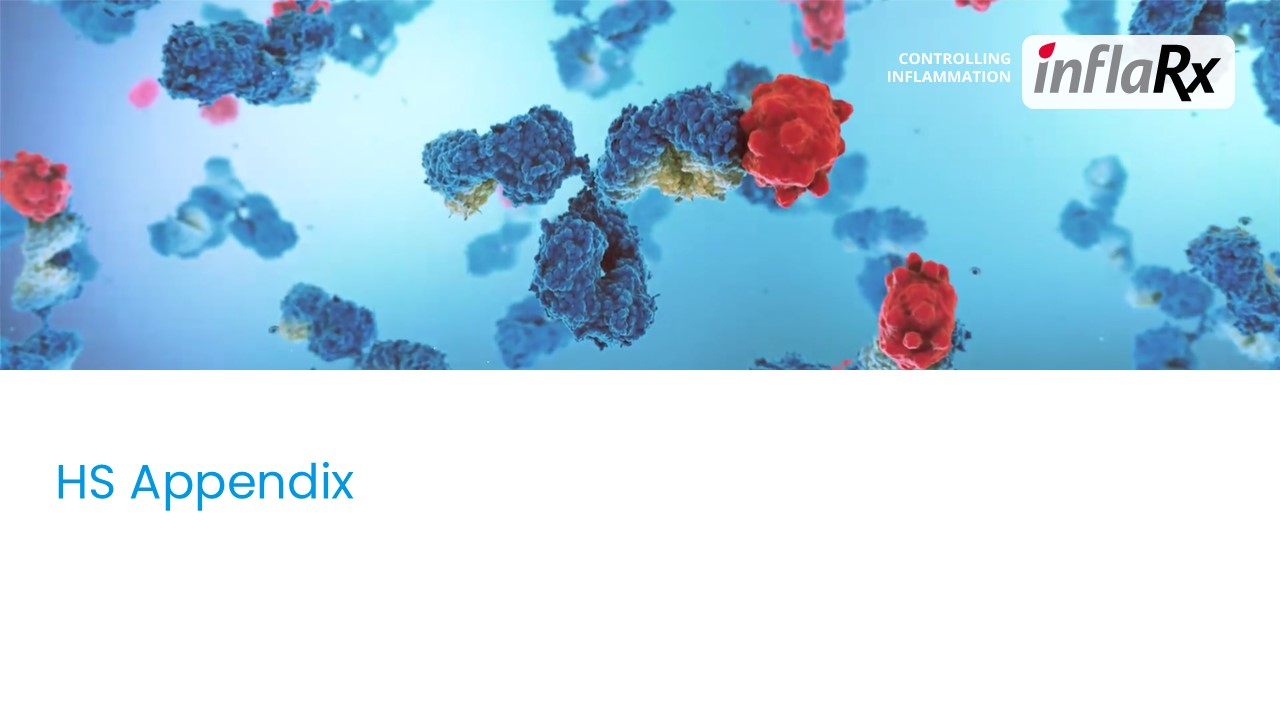 CONTROLLING
INFLAMMATION
inflaRx
HS Appendix